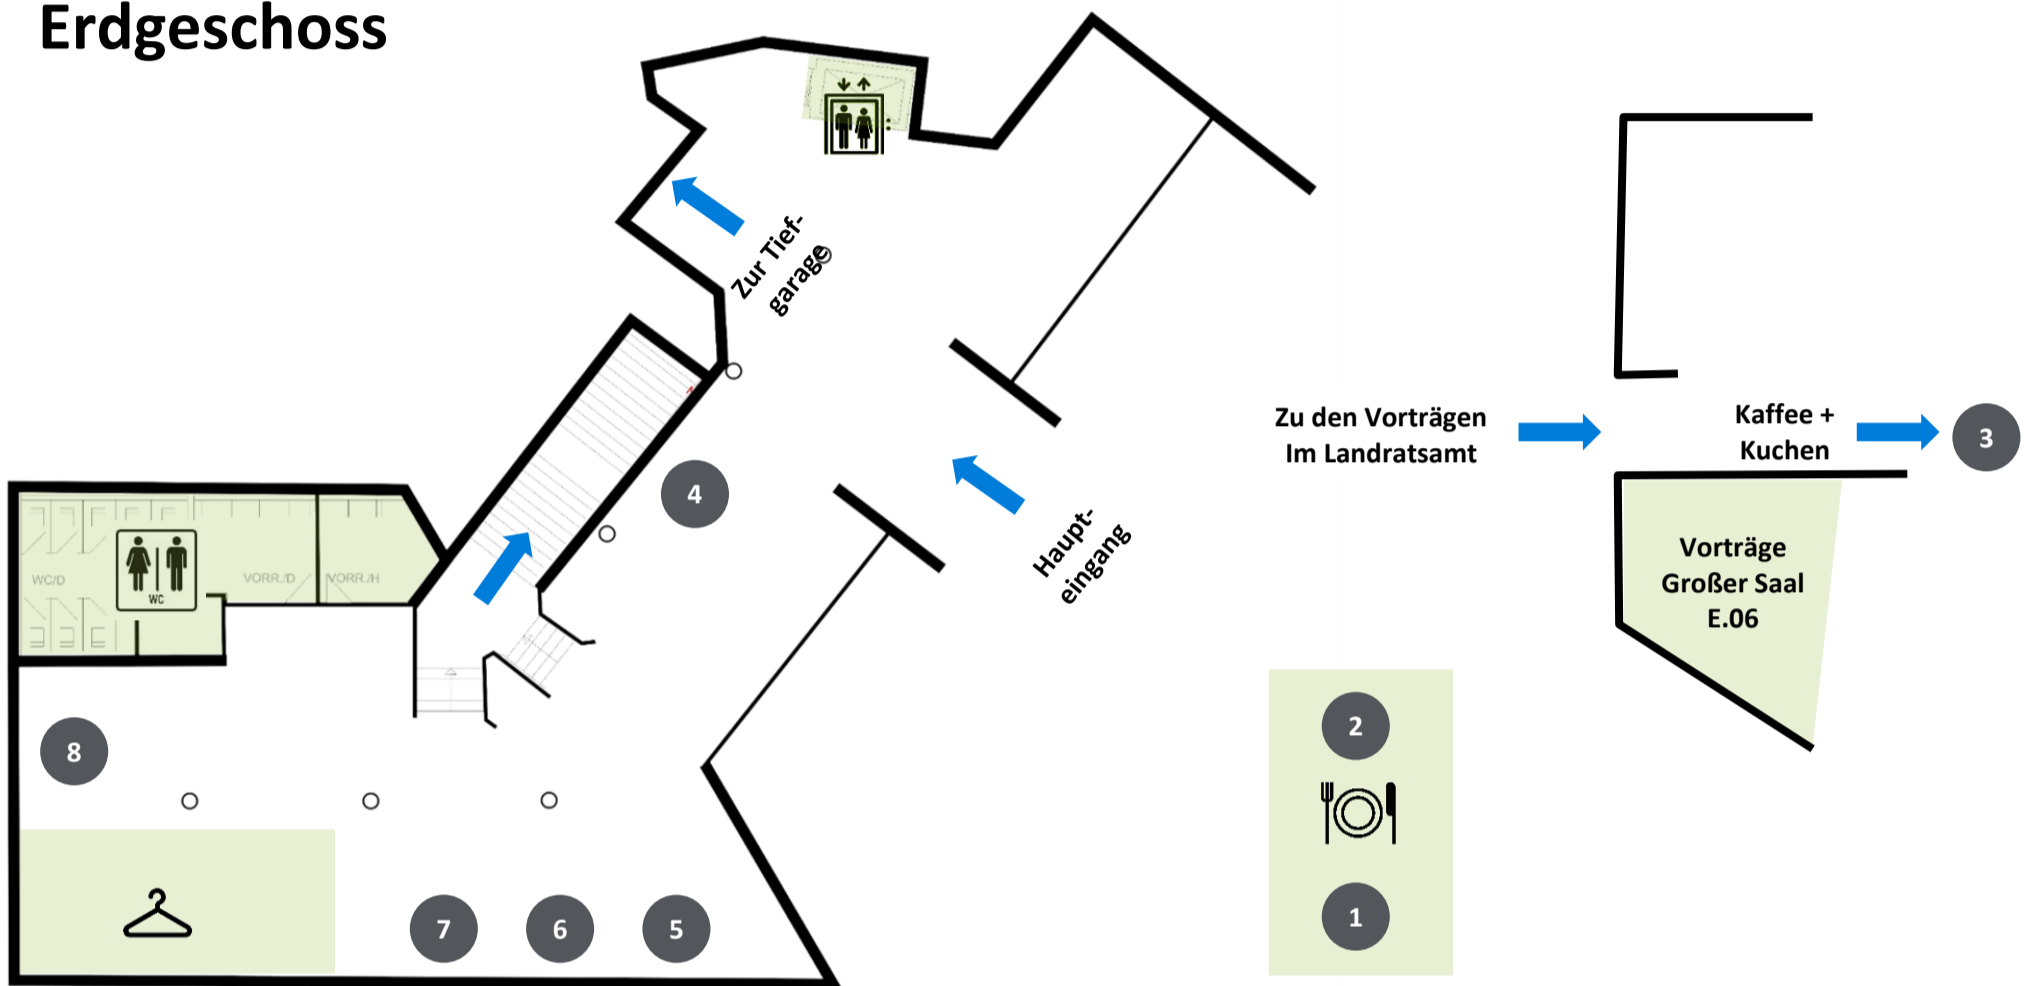 Erdgeschoss
Zur Tief-
garage
4
Haupt-
eingang
Zu den Vorträgen
Im Landratsamt
Kaffee +
Kuchen
3
Vorträge
Großer Saal
E.06
WC/D
WC
VORR./D
VORR./H
8
7
6
5
2
1